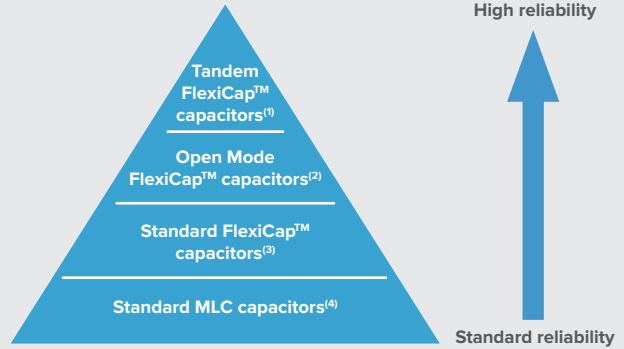 High reliability
Tandem
FlexiCap™
capacitors(1)
Open Mode
FlexiCap™ capacitors(2)
Standard FlexiCap™
capacitors(3)
Standard MLC capacitors(4)
Standard reliability